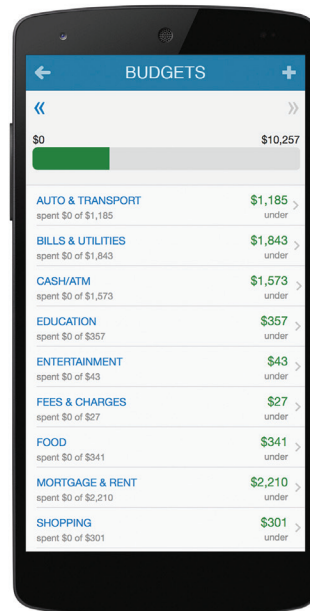 BUDGETS
$0 $10,257
AUTO & TRANSPORT $1,185
spent $0 of $1,185 under
BILLS & UTILITIES $1,843
spent $0 of $1,843 under
CASH/ATM $1,573
spent $0 of $1,573 under
EDUCATION $357
spent $0 of $357 under
ENTERTAINMENT $43
spent $0 of $43 under
FEES & CHARGES $27
spent $0 of $27 under
FOOD $341
spent $0 of $341 under
MORTGAGE & RENT $2,210
spent $0 of $2,210 under
SHOPPING $301
spent $0 of $301 under